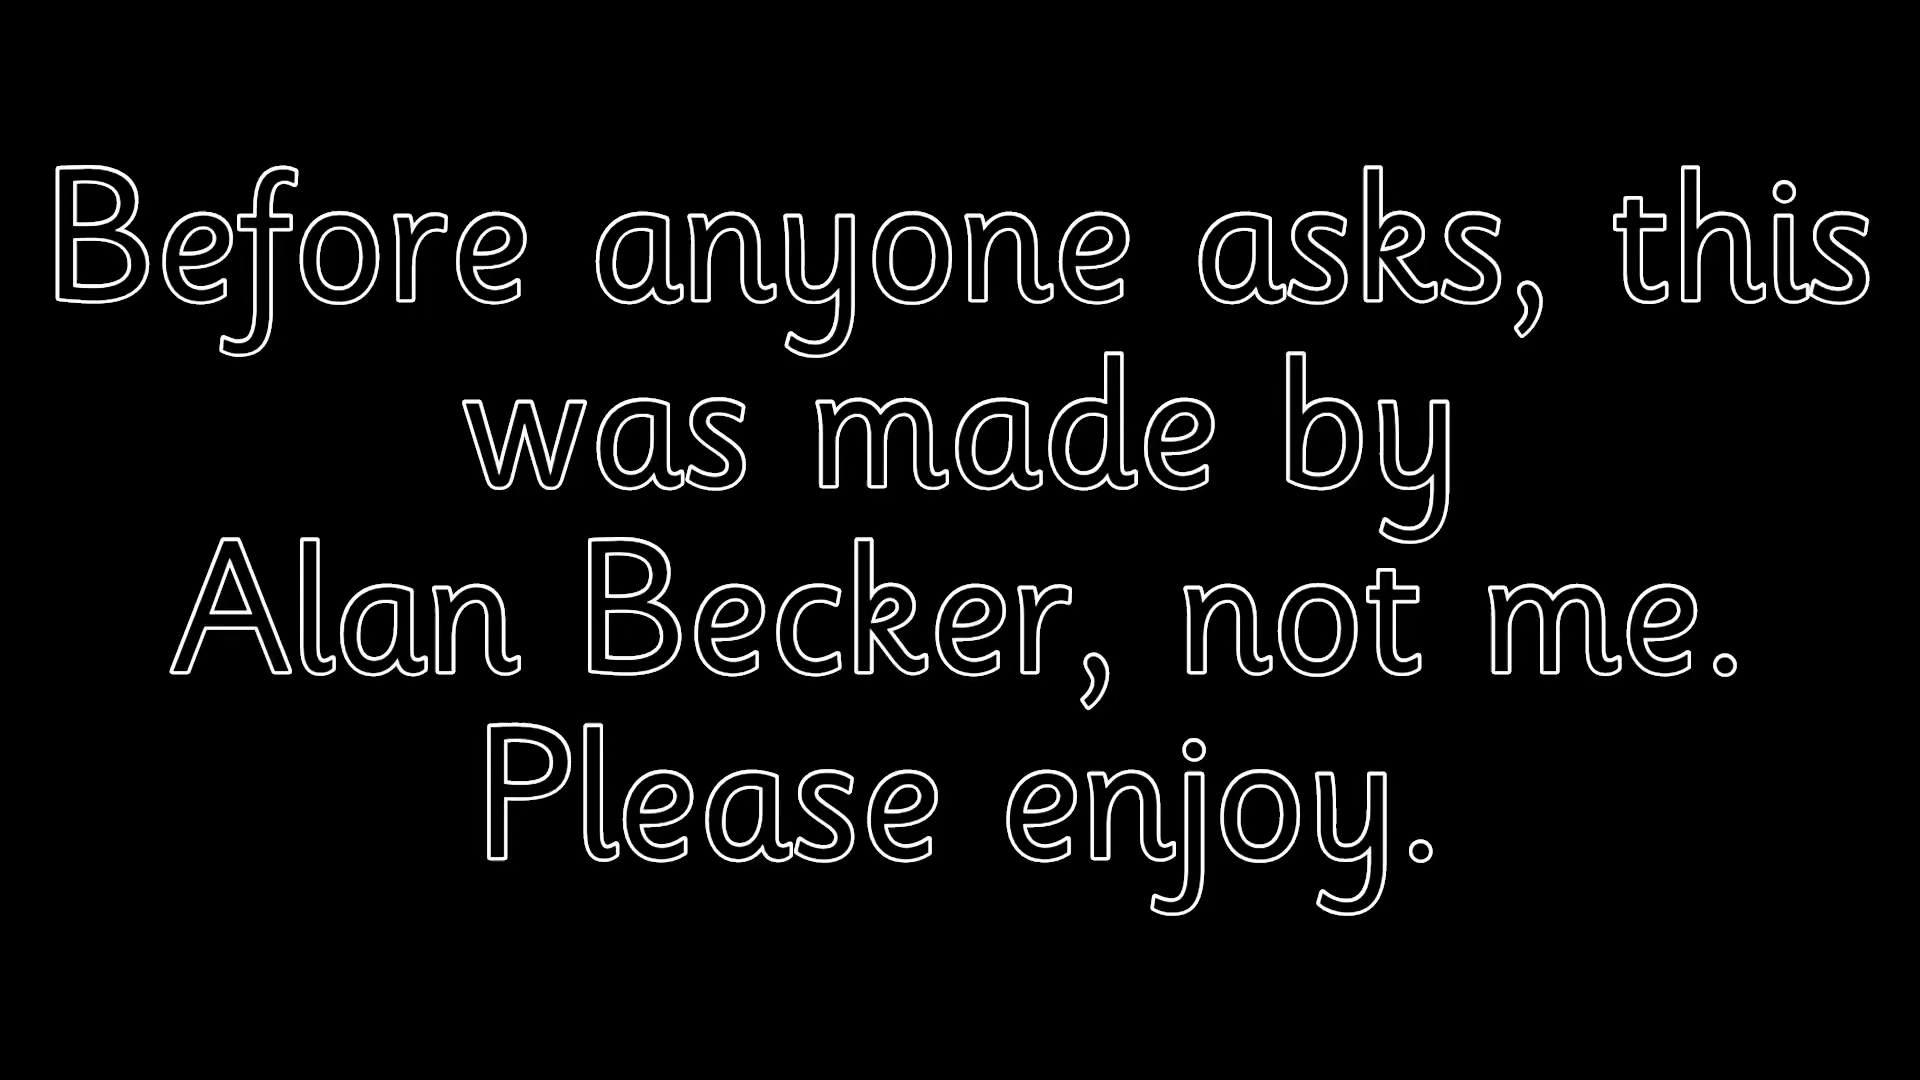 Before anyone asks, this
was made by
Alan Becker, not me.
Please enjoy.